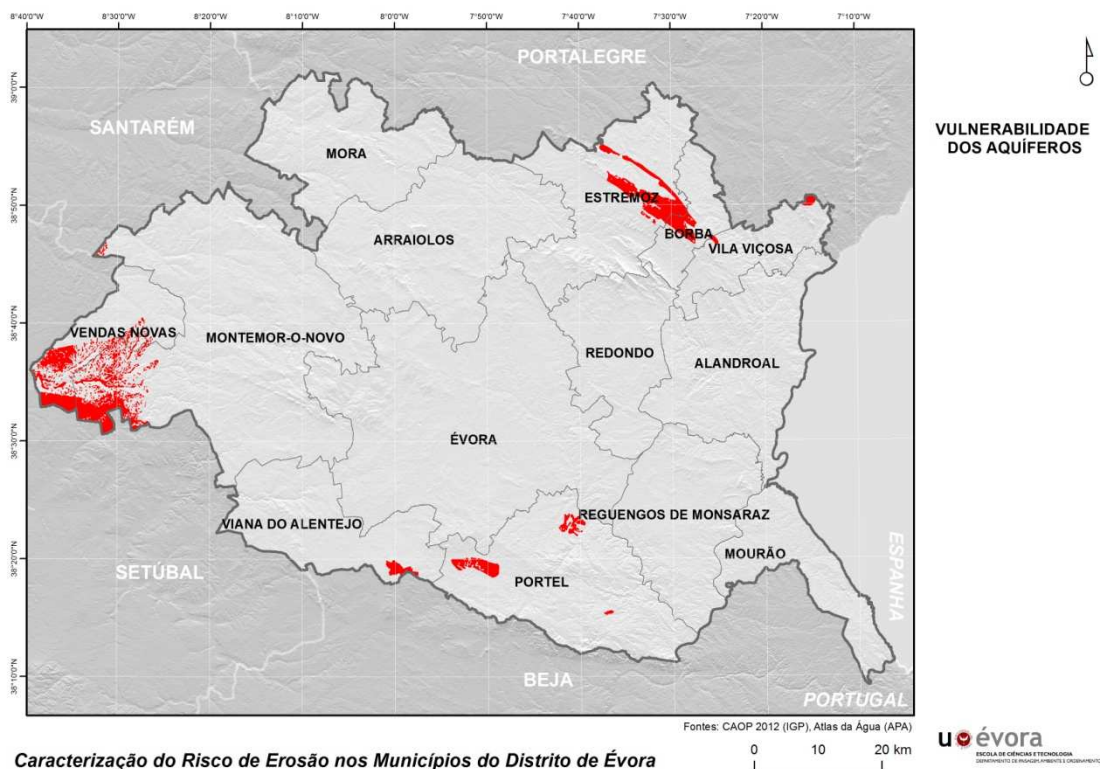 8°40'0"W 8°30'0"W 8°20'0"W 8°10'0"W 8°0'0"W 7°50'0"W 7°40'0"W 7°30'0"W 7°20'0"W 7°10'0"W
39°0'0"N
38°50'0"N
38°40'0"N
38°30'0"N
38°20'0"N
38°10'0"N
PORTALEGRE
SANTARÉM
MORA
ESTREMOZ
ARRAIOLOS
BORBA
VILA VIÇOSA
VENDAS NOVAS
MONTEMOR-O-NOVO
REDONDO
ALANDROAL
ÉVORA
VIANA DO ALENTEJO
REGUENGOS DE MONSARAZ
MOURÃO
SETÚBAL
PORTEL
ESPANHA
BEJA
PORTUGAL
VULNERABILIDADE
DOS AQUÍFEROS
Fontes: CAOP 2012 (IGP), Atlas da Água (APA)
Caracterização do Risco de Erosão nos Municípios do Distrito de Évora
0 10 20 km
u évora
ESCOLA DE CIÊNCIAS E TECNOLOGIA
DEPARTAMENTO DE PAISAGEM, AMBIENTE E ORDENAMENTO